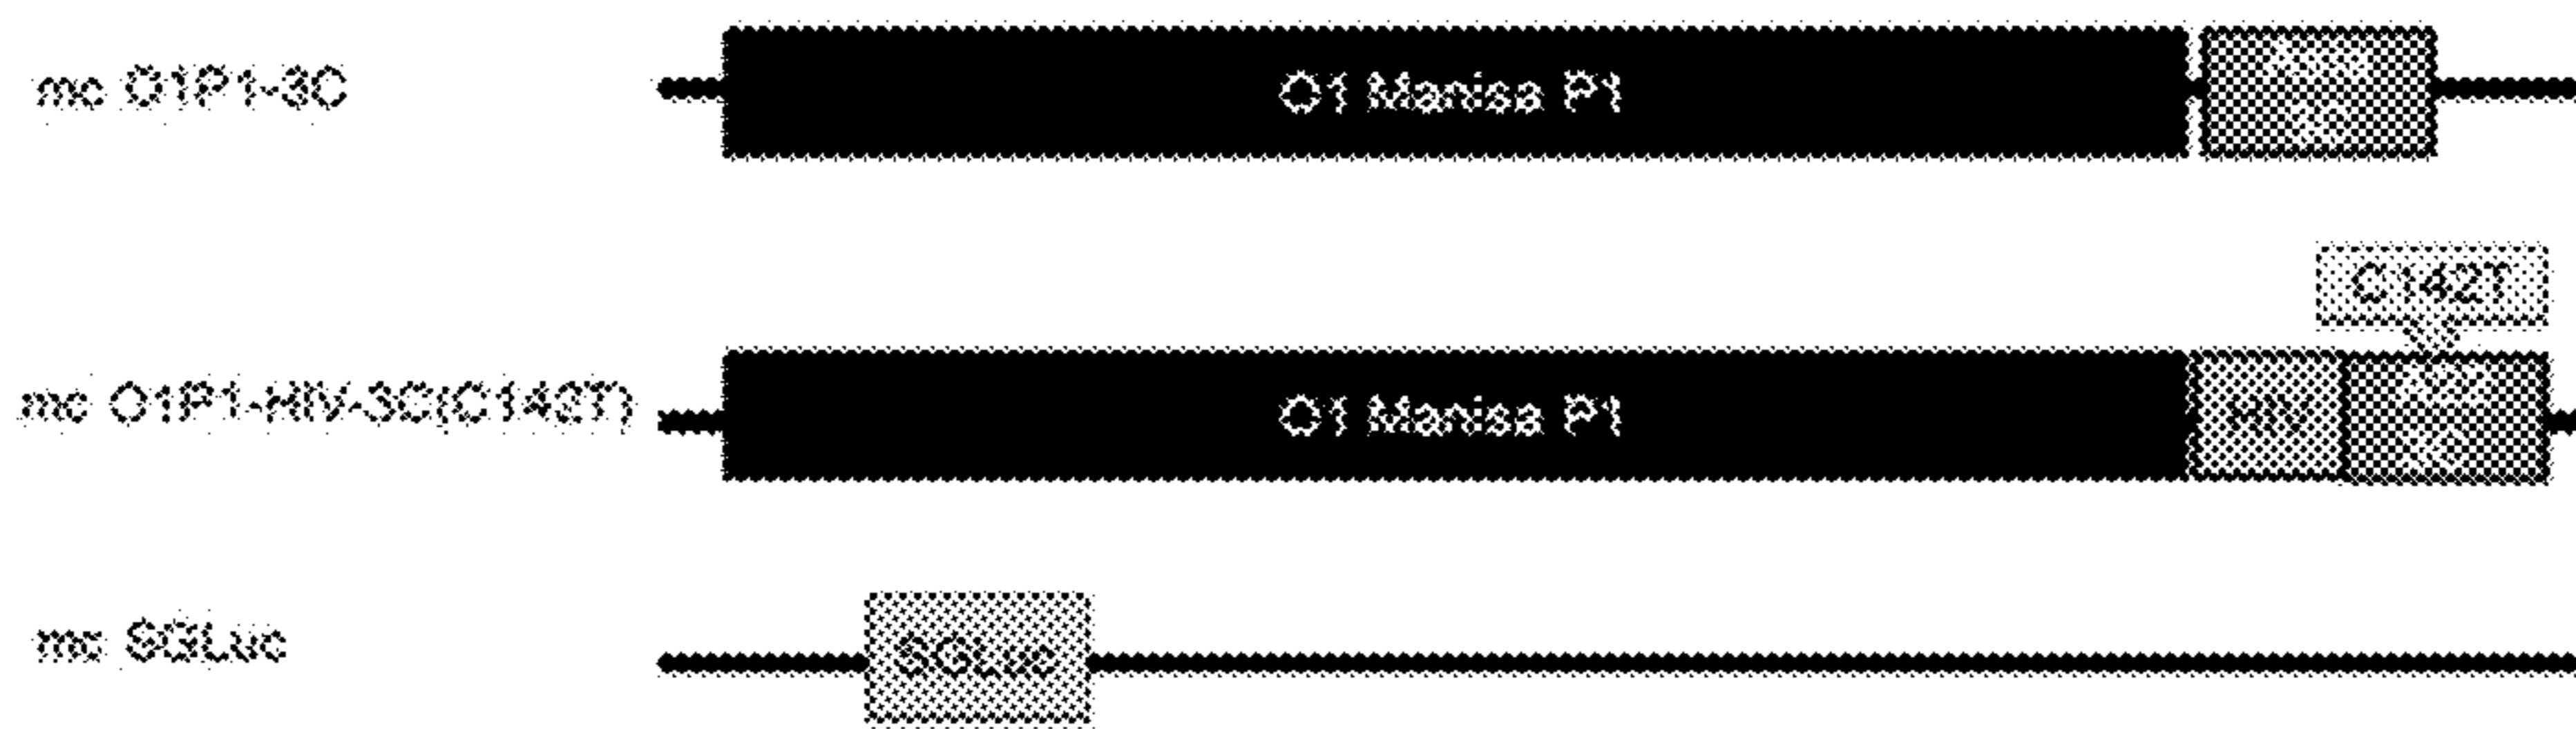 mc O1P1-3C
O1 Manisa P1
C142T
mc O1P1-HIV-3C(C142T)
O1 Manisa P1
HIV
mc SGLuc
SGLuc